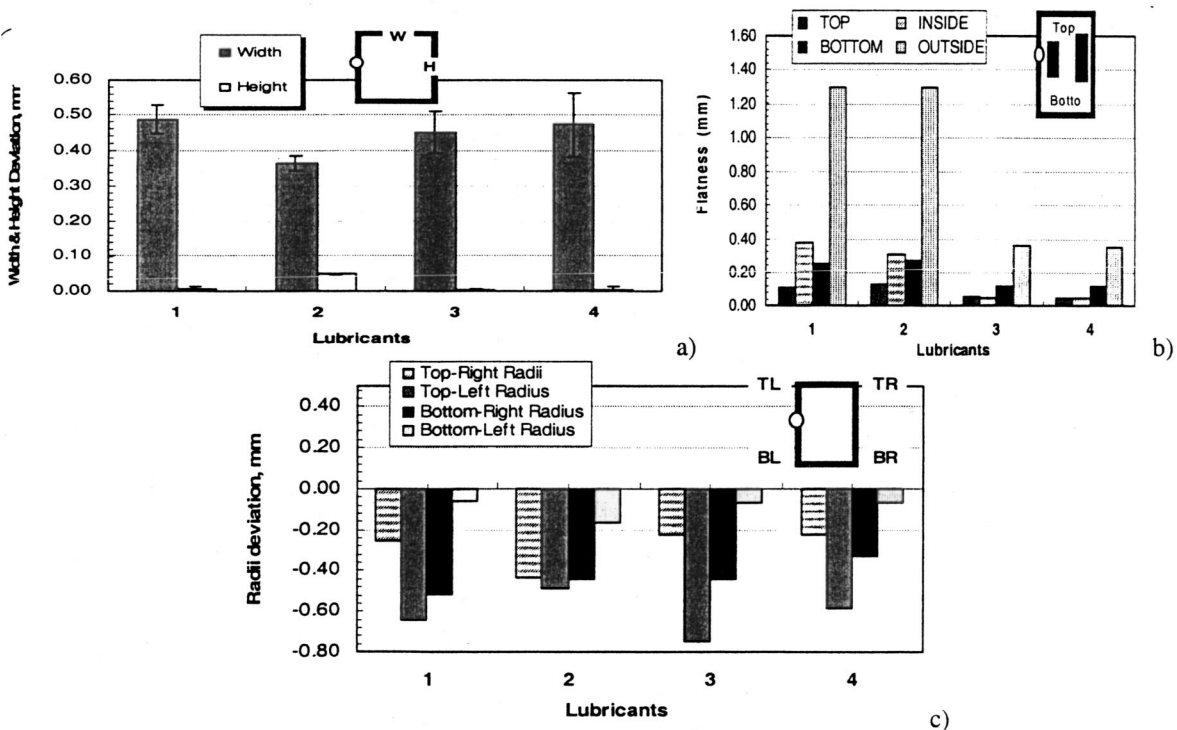 Width
Height
W
H
Width & Height Deviation, mm
0.60
0.50
0.40
0.30
0.20
0.10
0.00
1 2 3 4
Lubricants
a)
TOP INSIDE
BOTTOM OUTSIDE
Top
Botto
Flatness (mm)
1.60
1.40
1.20
1.00
0.80
0.60
0.40
0.20
0.00
1 2 3 4
Lubricants
b)
Top-Right Radii
Top-Left Radius
Bottom-Right Radius
Bottom-Left Radius
TL TR
BL BR
Radii deviation, mm
0.40
0.20
0.00
-0.20
-0.40
-0.60
-0.80
1 2 3 4
Lubricants
c)